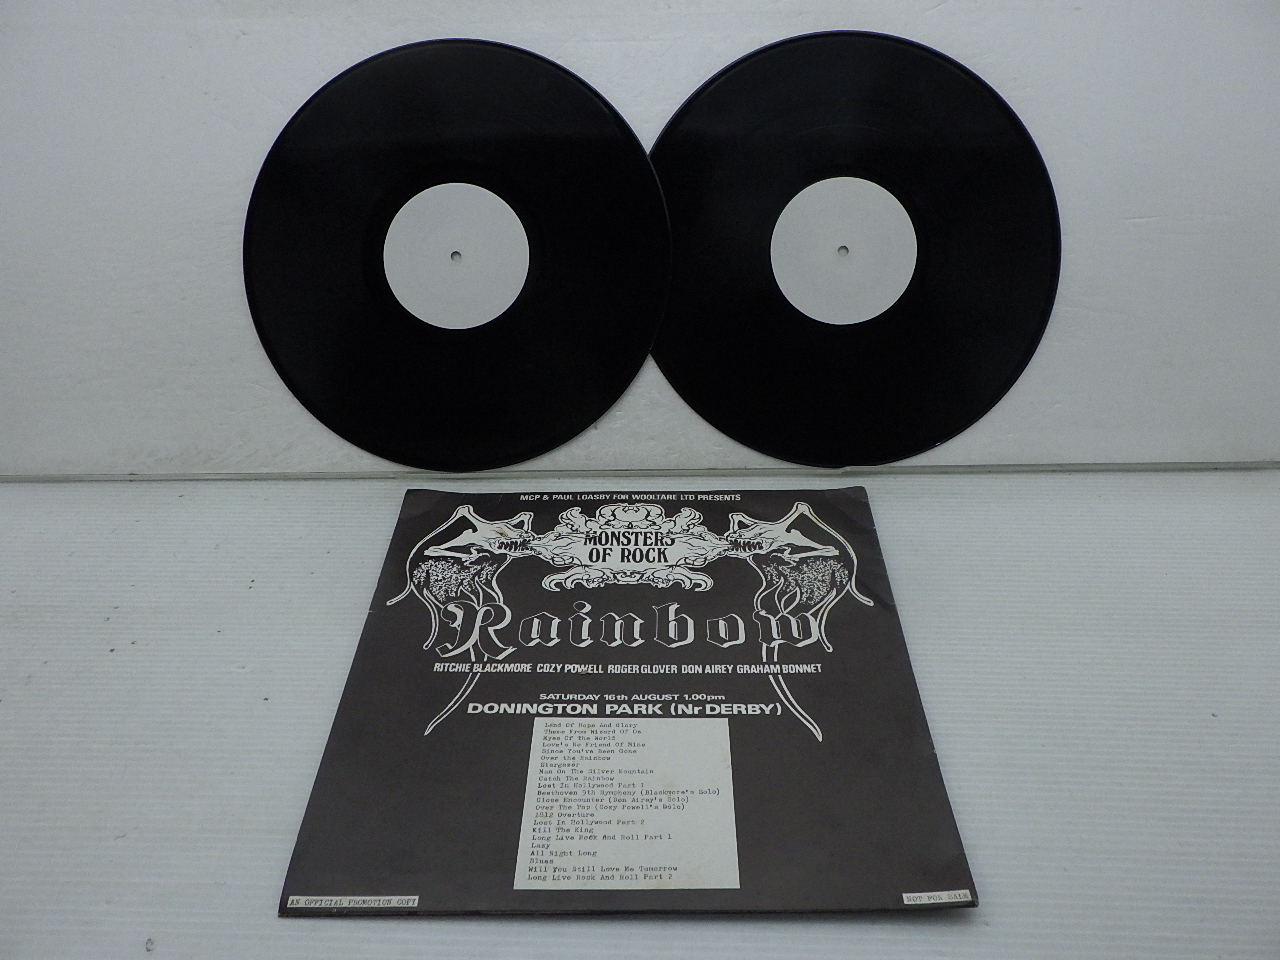 MCP & PAUL LOASBY FOR WOOLTARE LTD PRESENTS
MONSTERS
OF ROCK
Rainbow
RITCHIE BLACKMORE COZY POWELL ROGER GLOVER DON AIREY GRAHAM BONNET
SATURDAY 16th AUGUST 1.00pm
DONINGTON PARK (Nr DERBY)
Land Of Hope And Glory
Theme From Wizard Of Oz
Eyes Of the World
Love's No Friend Of Mine
Since You've Been Gone
Over the Rainbow
Stargazer
Man On The Silver Mountain
Catch The Rainbow
Lost In Hollywood Part 1
Beethoven 9th Symphony (Blackmore's Solo)
Close Encounter (Don Airey's Solo)
Over The Top (Cozy Powell's Solo)
1812 Overture
Lost In Hollywood Part 2
Kill The King
Long Live Rock And Roll Part 1
Lazy
All Night Long
Blues
Will You Still Love Me Tomorrow
Long Live Rock And Roll Part 2
AN OFFICIAL PROMOTION COPY
NOT FOR SALE